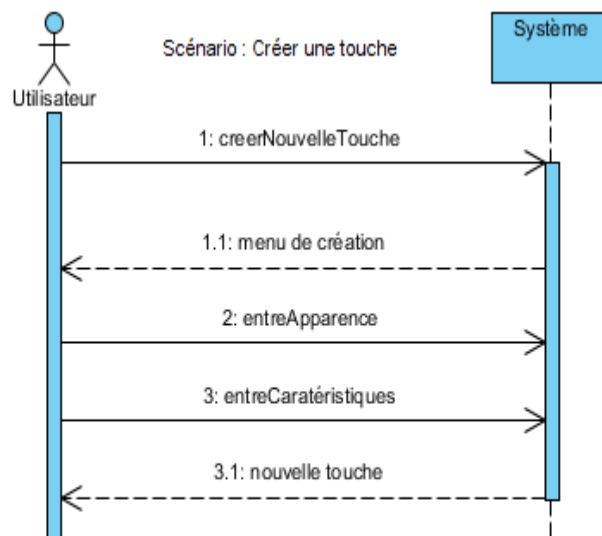 Scénario : Créer une touche
Système
Utilisateur
1: creerNouvelleTouche
1.1: menu de création
2: entreApparence
3: entreCaratéristiques
3.1: nouvelle touche